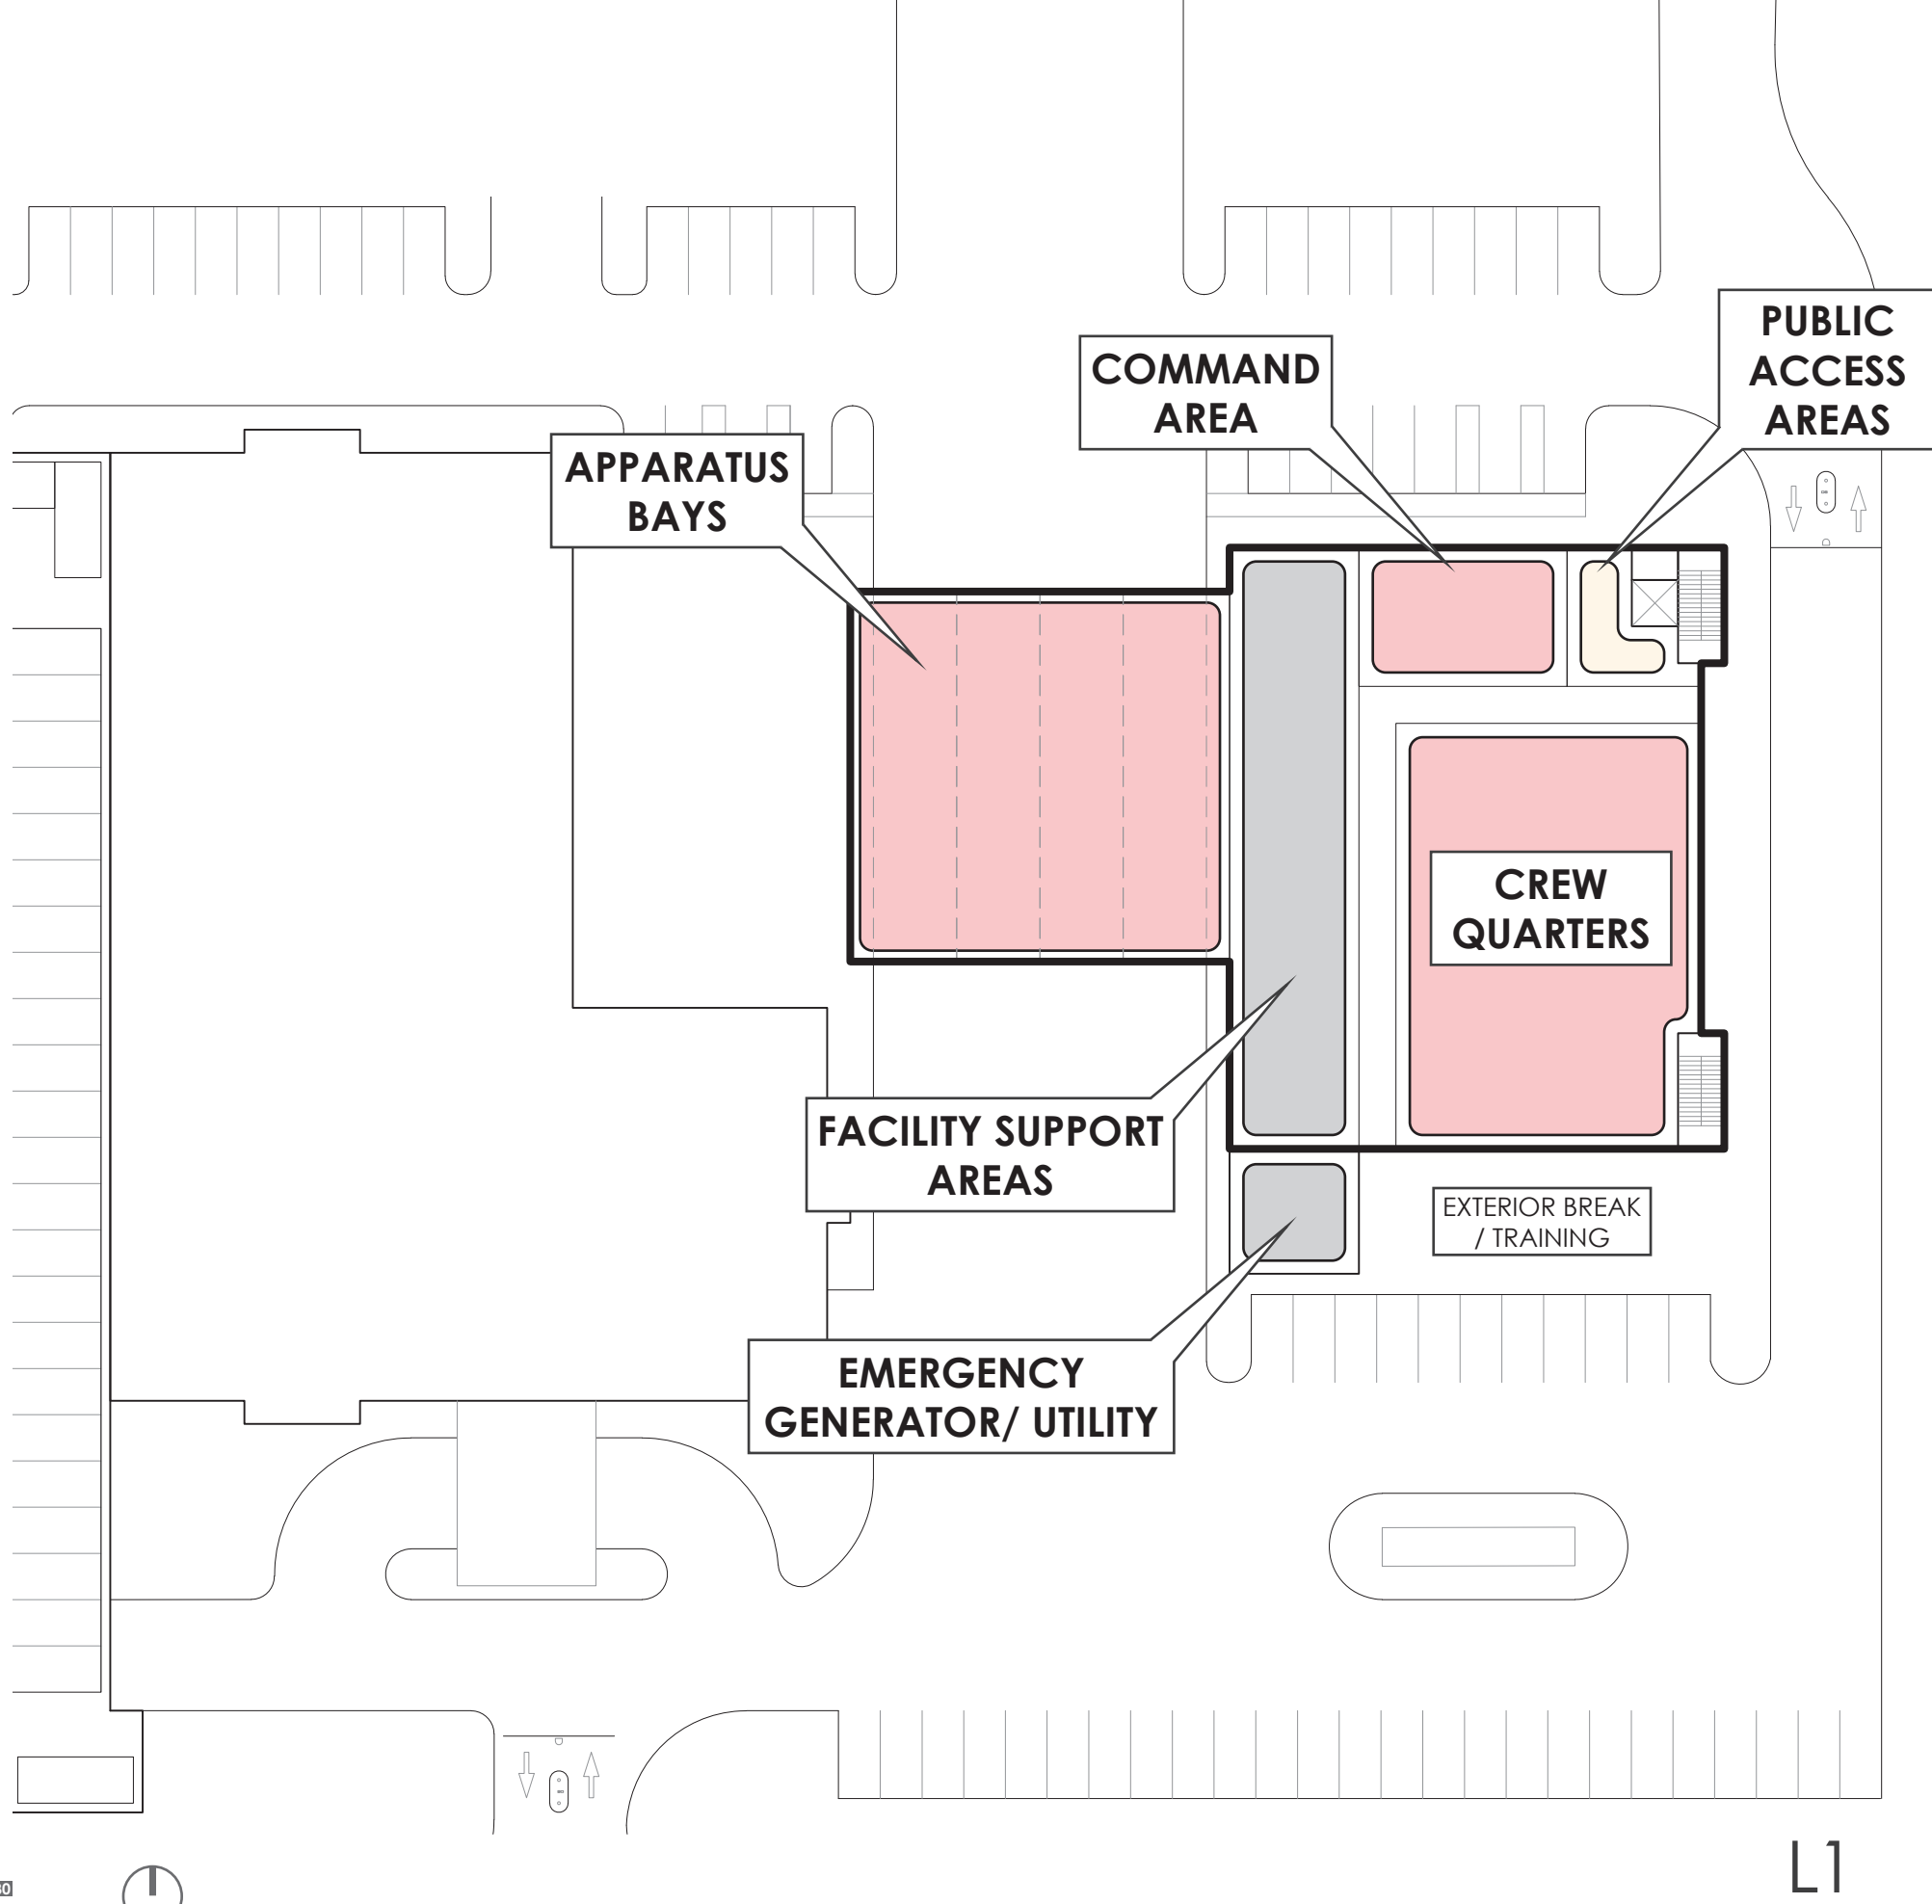 PUBLIC
ACCESS
AREAS
COMMAND
AREA
APPARATUS
BAYS
CREW
QUARTERS
FACILITY SUPPORT
AREAS
EXTERIOR BREAK
/ TRAINING
EMERGENCY
GENERATOR/ UTILITY
L1